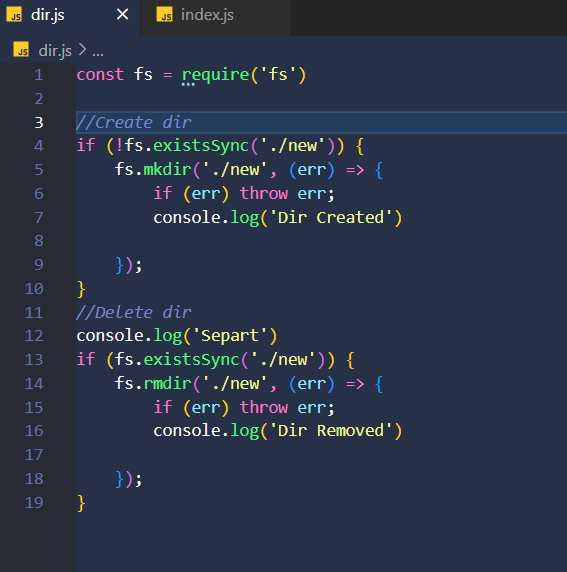 JS dir.js × JS index.js
JS dir.js > ...
1 const fs = require('fs')
2
3 //Create dir
4 if (!fs.existsSync('./new')) {
5     fs.mkdir('./new', (err) => {
6         if (err) throw err;
7         console.log('Dir Created')
8
9     });
10 }
11 //Delete dir
12 console.log('Separt')
13 if (fs.existsSync('./new')) {
14     fs.rmdir('./new', (err) => {
15         if (err) throw err;
16         console.log('Dir Removed')
17
18     });
19 }